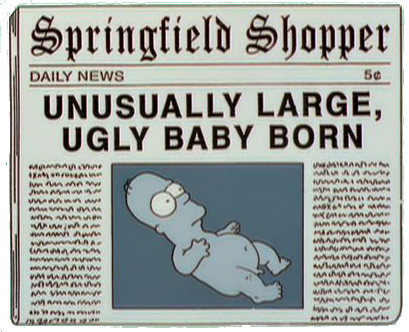 Springfield Shopper
DAILY NEWS 5¢
UNUSUALLY LARGE,
UGLY BABY BORN